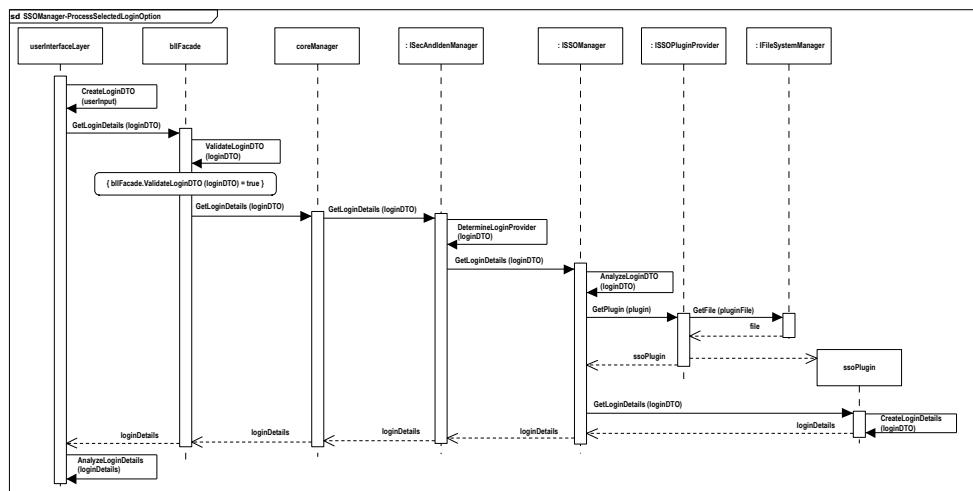 sd SSOManager-ProcessSelectedLoginOption
userInterfaceLayer
bllFacade
coreManager
: ISecAndIdenManager
: ISSOManager
: ISSOPluginProvider
: IFileSystemManager
CreateLoginDTO
(userInput)
GetLoginDetails (loginDTO)
ValidateLoginDTO
(loginDTO)
{ bllFacade.ValidateLoginDTO (loginDTO) = true }
GetLoginDetails (loginDTO)
GetLoginDetails (loginDTO)
DetermineLoginProvider
(loginDTO)
GetLoginDetails (loginDTO)
AnalyzeLoginDTO
(loginDTO)
GetPlugin (plugin)
GetFile (pluginFile)
file
ssoPlugin
ssoPlugin
GetLoginDetails (loginDTO)
CreateLoginDetails
(loginDTO)
loginDetails
loginDetails
loginDetails
loginDetails
loginDetails
AnalyzeLoginDetails
(loginDetails)